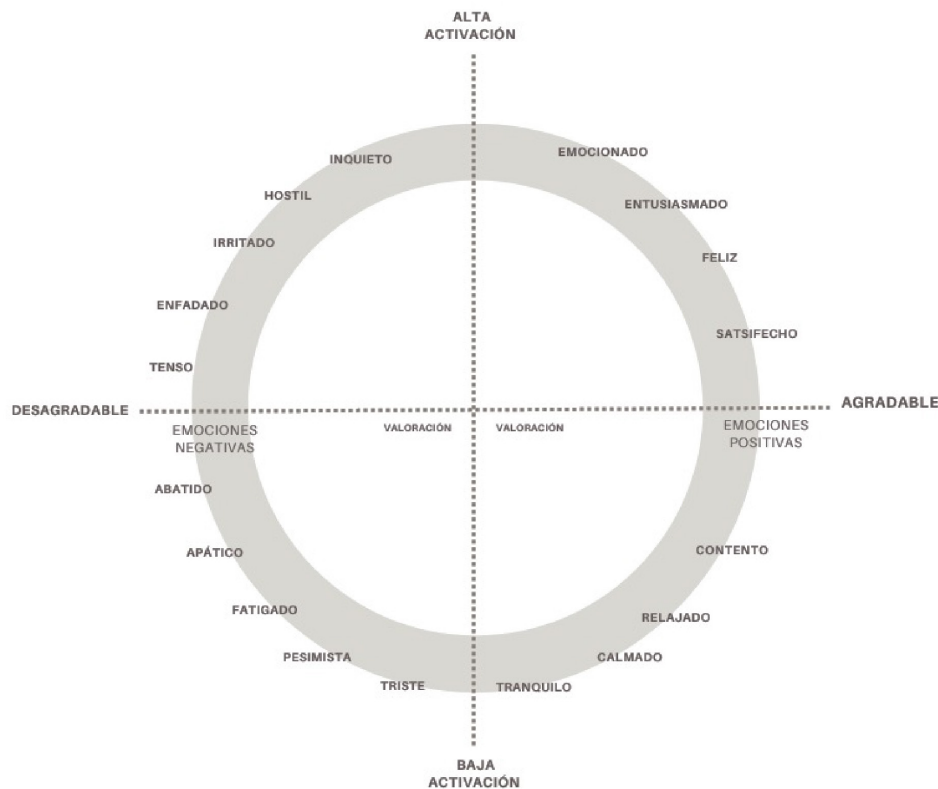 ALTA
ACTIVACIÓN
EMOCIONADO
INQUIETO
HOSTIL
ENTUSIASMADO
IRRITADO
FELIZ
ENFADADO
SATSIFECHO
TENSO
DESAGRADABLE
AGRADABLE
EMOCIONES
NEGATIVAS
VALORACIÓN
VALORACIÓN
EMOCIONES
POSITIVAS
ABATIDO
APÁTICO
CONTENTO
FATIGADO
RELAJADO
PESIMISTA
CALMADO
TRISTE
TRANQUILO
BAJA
ACTIVACIÓN